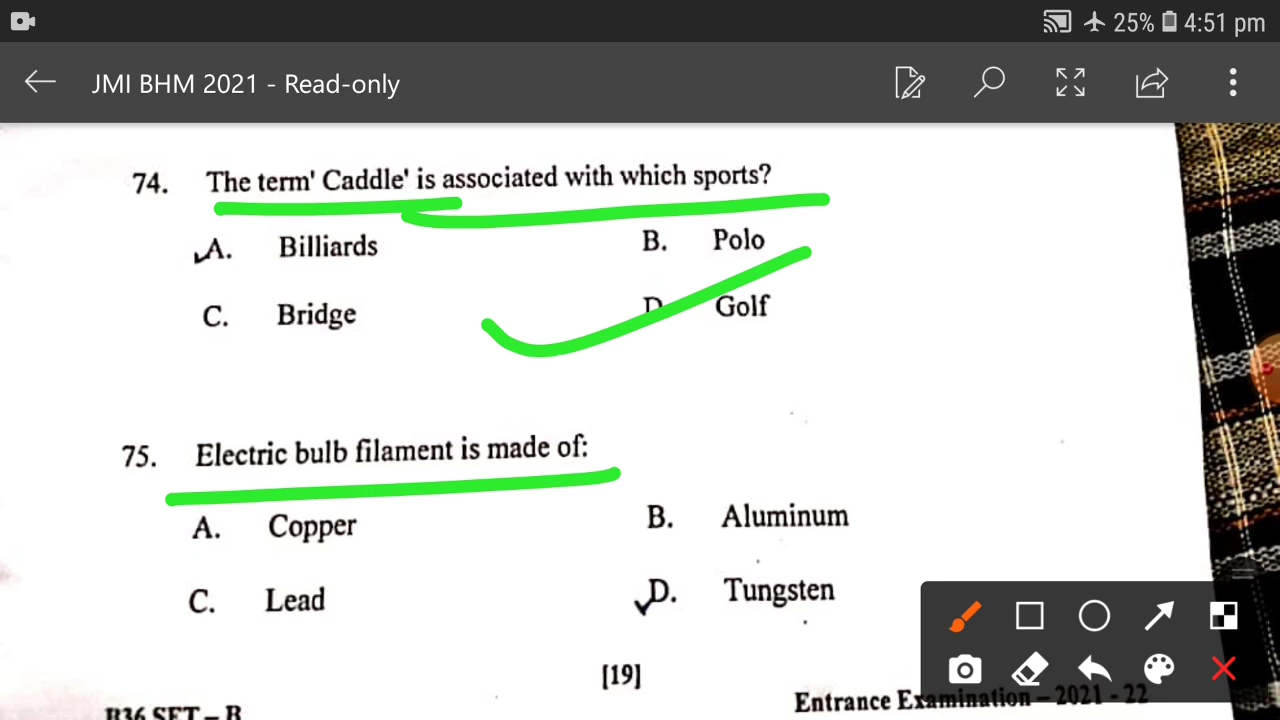 25% 4:51 pm
JMI BHM 2021 - Read-only
74. The term' Caddle' is associated with which sports?
A. Billiards B. Polo
C. Bridge D. Golf
75. Electric bulb filament is made of:
A. Copper B. Aluminum
C. Lead D. Tungsten
[19]
B36 SET – B Entrance Examination – 2021 - 22